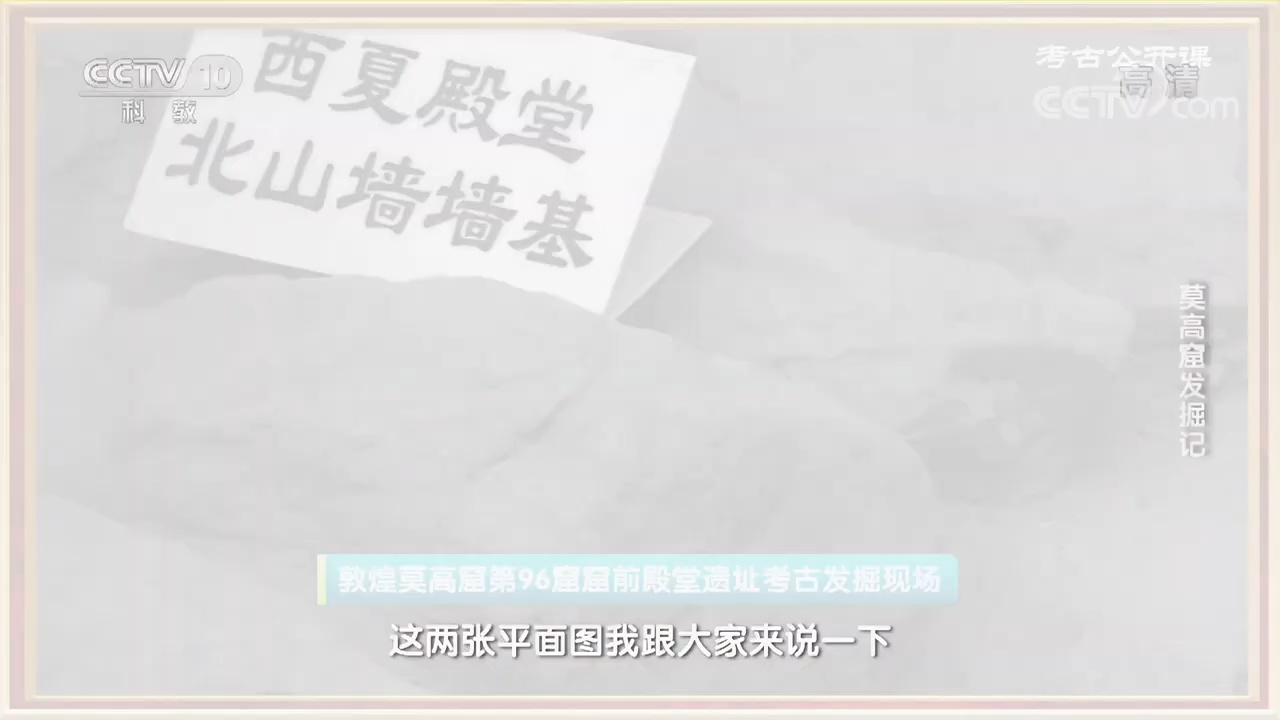 CCTV 10
科教
考古公开课
高清
CCTV.com
西夏殿堂
北山墙墙基
莫高窟发掘记
敦煌莫高窟第96窟窟前殿堂遗址考古发掘现场
这两张平面图我跟大家来说一下